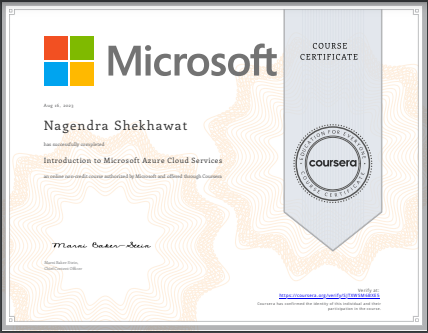 Microsoft
COURSE
CERTIFICATE
Aug 16, 2023
Nagendra Shekhawat
has successfully completed
Introduction to Microsoft Azure Cloud Services
an online non-credit course authorized by Microsoft and offered through Coursera
EDUCATION FOR EVERYONE
coursera
COURSE CERTIFICATE
Marni Baker-Stein
Marni Baker Stein,
Chief Content Officer
Verify at:
https://coursera.org/verify/
Coursera has confirmed the identity of this individual and their
participation in the course.